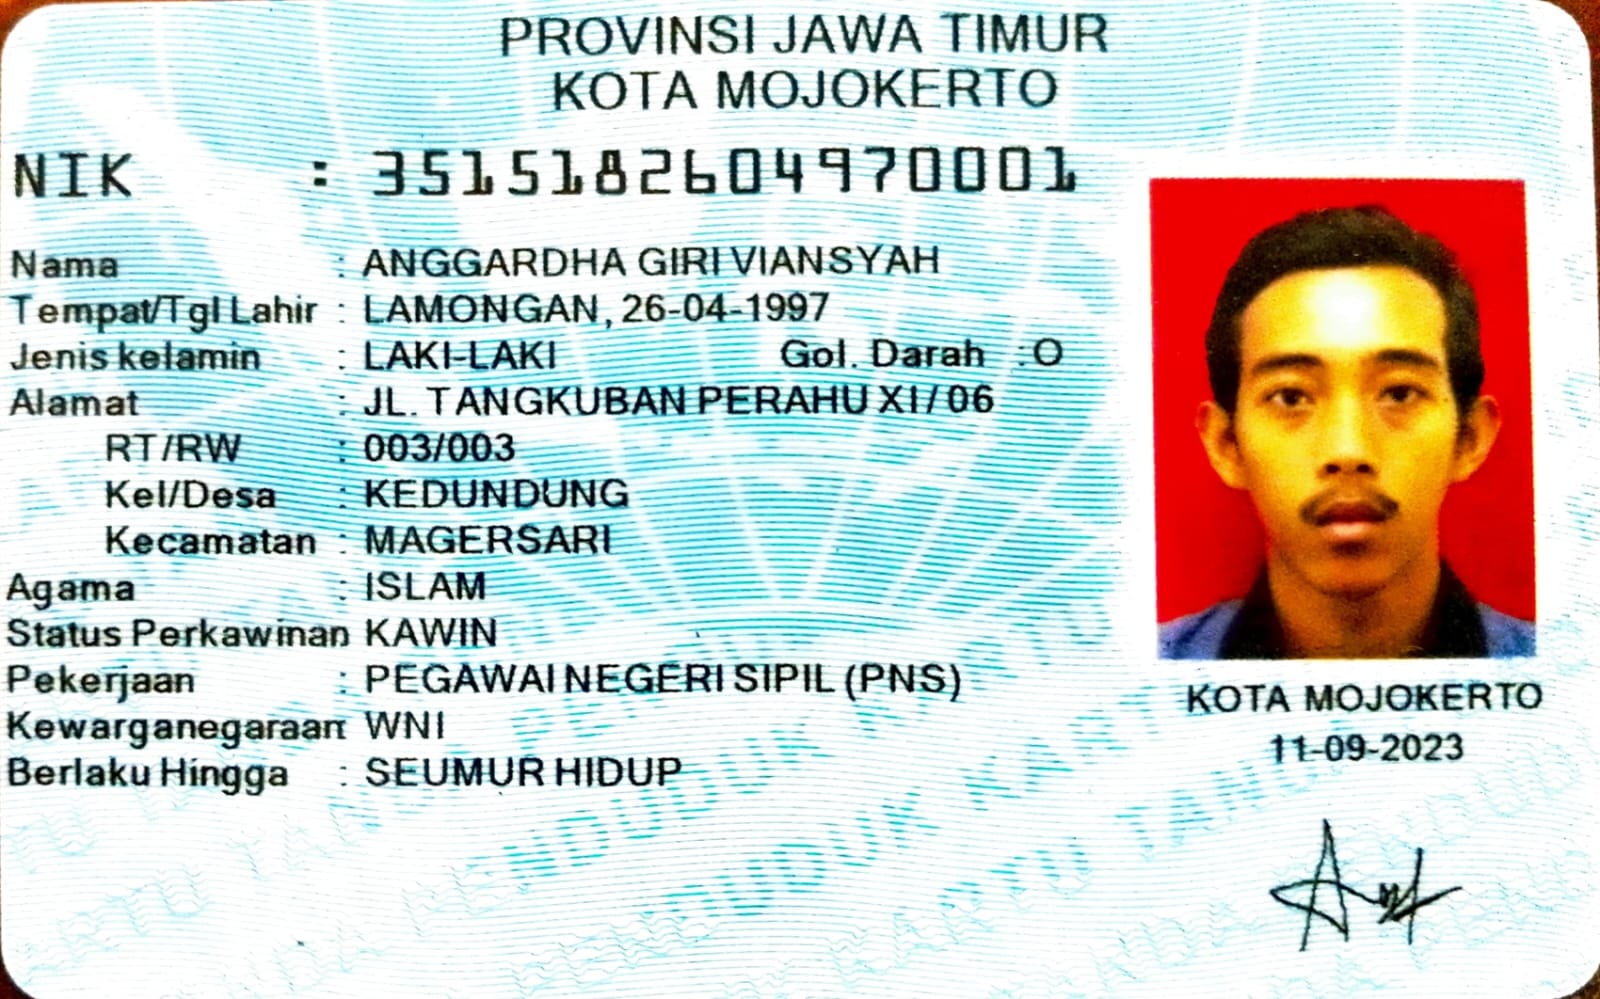 PROVINSI JAWA TIMUR
KOTA MOJOKERTO
NIK : 3515182604970001
Nama : ANGGARDHA GIRI VIANSYAH
Tempat/Tgl Lahir : LAMONGAN, 26-04-1997
Jenis kelamin : LAKI-LAKI Gol. Darah : O
Alamat : JL. TANGKUBAN PERAHU XI/06
RT/RW : 003/003
Kel/Desa : KEDUNDUNG
Kecamatan : MAGERSARI
Agama : ISLAM
Status Perkawinan KAWIN
Pekerjaan : PEGAWAI NEGERI SIPIL (PNS)
Kewarganegaraan WNI
Berlaku Hingga : SEUMUR HIDUP
KOTA MOJOKERTO
11-09-2023